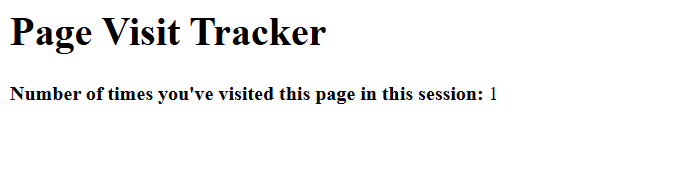 Page Visit Tracker
Number of times you've visited this page in this session: 1